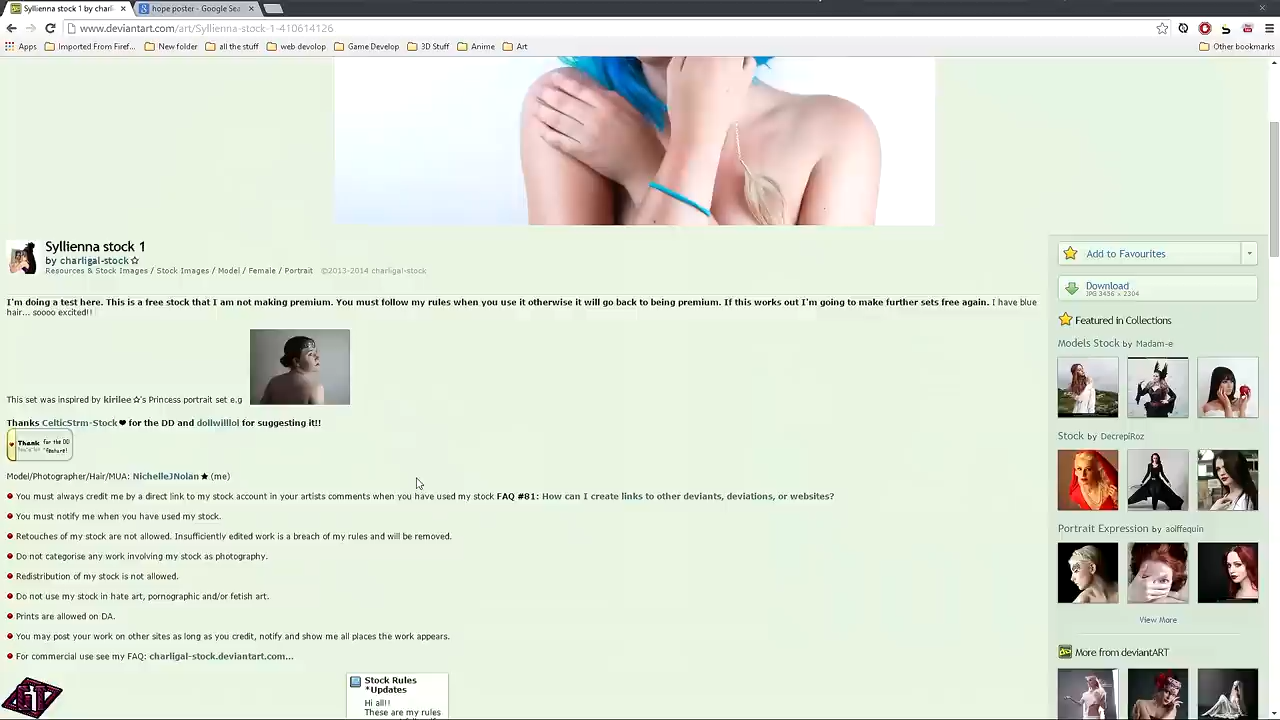 Syllienna stock 1 by charl
hope poster - Google Sea
www.deviantart.com/art/Syllienna-stock-1-410614126
Apps Imported From Firef... New folder all the stuff web devolop Game Develop 3D Stuff Anime Art Other bookmarks
Syllienna stock 1
by charligal-stock
Resources & Stock Images / Stock Images / Model / Female / Portrait ©2013-2014 charligal-stock
I'm doing a test here. This is a free stock that I am not making premium. You must follow my rules when you use it otherwise it will go back to being premium. If this works out I'm going to make further sets free again. I have blue
hair... soooo excited!!
This set was inspired by kirilee's Princess portrait set e.g
Thanks CelticStrm-Stock for the DD and dollwilllol for suggesting it!!
Thank for the DD
feature!
Model/Photographer/Hair/MUA: NichelleJNolan (me)
You must always credit me by a direct link to my stock account in your artists comments when you have used my stock FAQ #81: How can I create links to other deviants, deviations, or websites?
You must notify me when you have used my stock.
Retouches of my stock are not allowed. Insufficiently edited work is a breach of my rules and will be removed.
Do not categorise any work involving my stock as photography.
Redistribution of my stock is not allowed.
Do not use my stock in hate art, pornographic and/or fetish art.
Prints are allowed on DA.
You may post your work on other sites as long as you credit, notify and show me all places the work appears.
For commercial use see my FAQ: charligal-stock.deviantart.com...
Stock Rules
*Updates
Hi all!!
These are my rules
Add to Favourites
Download
JPG 3456 × 2304
Featured in Collections
Models Stock by Madam-e
Stock by DecrepiRoz
Portrait Expression by aoiffequin
View More
More from deviantART